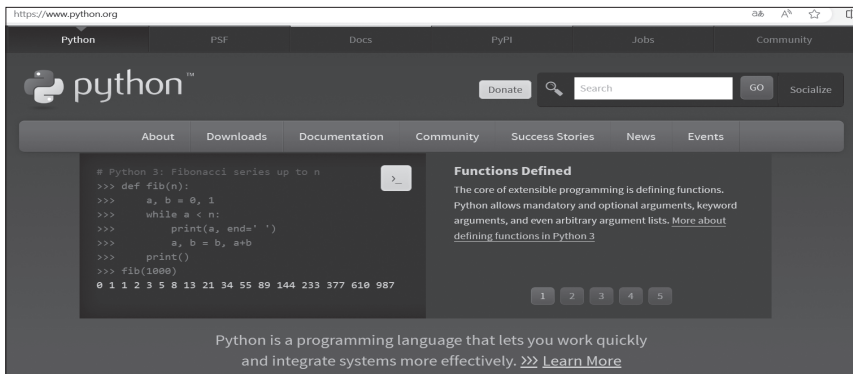 https://www.python.org
Python PSF Docs PyPI Jobs Community
python™
Donate Search GO Socialize
About Downloads Documentation Community Success Stories News Events
# Python 3: Fibonacci series up to n
>>> def fib(n):
>>>     a, b = 0, 1
>>>     while a < n:
>>>         print(a, end=' ')
>>>         a, b = b, a+b
>>>     print()
>>> fib(1000)
0 1 1 2 3 5 8 13 21 34 55 89 144 233 377 610 987
>_
Functions Defined
The core of extensible programming is defining functions.
Python allows mandatory and optional arguments, keyword
arguments, and even arbitrary argument lists. More about
defining functions in Python 3
1 2 3 4 5
Python is a programming language that lets you work quickly
and integrate systems more effectively. >>> Learn More